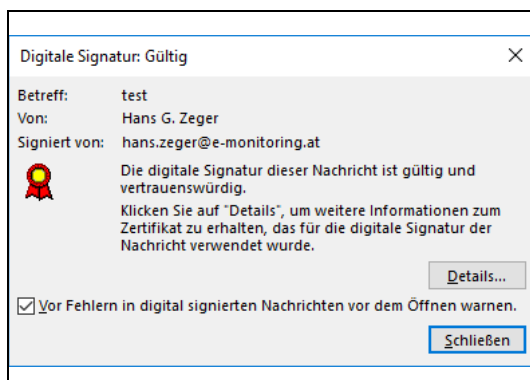 Digitale Signatur: Gültig
Betreff: test
Von: Hans G. Zeger
Signiert von: hans.zeger@e-monitoring.at
Die digitale Signatur dieser Nachricht ist gültig und
vertrauenswürdig.
Klicken Sie auf "Details", um weitere Informationen zum
Zertifikat zu erhalten, das für die digitale Signatur der
Nachricht verwendet wurde.
Details...
Vor Fehlern in digital signierten Nachrichten vor dem Öffnen warnen.
Schließen